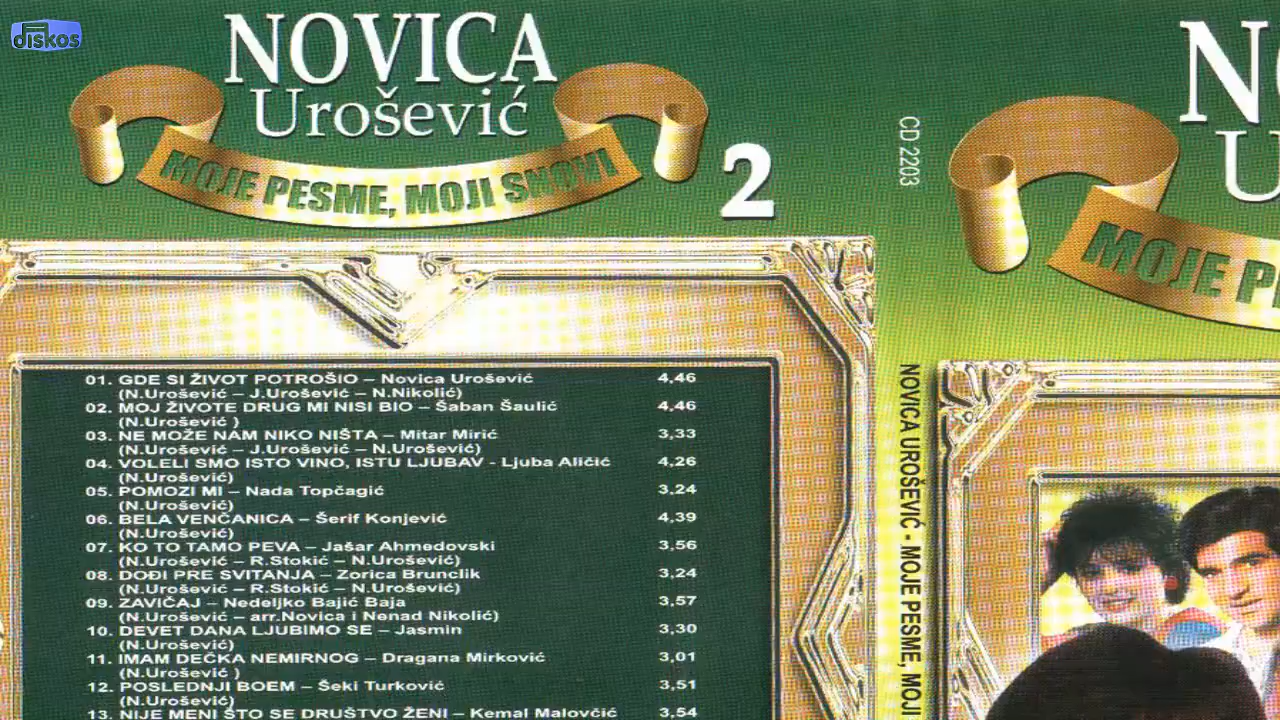 diskos
NOVICA
Urošević
MOJE PESME, MOJI SNOVI
2
01. GDE SI ŽIVOT POTROŠIO – Novica Urošević 4,46
(N.Urošević – J.Urošević – N.Nikolić)
02. MOJ ŽIVOTE DRUG MI NISI BIO – Šaban Šaulić 4,46
(N.Urošević )
03. NE MOŽE NAM NIKO NIŠTA – Mitar Mirić 3,33
(N.Urošević – J.Urošević – N.Urošević)
04. VOLELI SMO ISTO VINO, ISTU LJUBAV - Ljuba Aličić 4,26
(N.Urošević)
05. POMOZI MI – Nada Topčagić 3,24
(N.Urošević)
06. BELA VENČANICA – Šerif Konjević 4,39
(N.Urošević)
07. KO TO TAMO PEVA – Jašar Ahmedovski 3,56
(N.Urošević – R.Stokić – N.Urošević)
08. DOĐI PRE SVITANJA – Zorica Brunclik 3,24
(N.Urošević – R.Stokić – N.Urošević)
09. ZAVIČAJ – Nedeljko Bajić Baja 3,57
(N.Urošević – arr.Novica i Nenad Nikolić)
10. DEVET DANA LJUBIMO SE – Jasmin 3,30
(N.Urošević)
11. IMAM DEČKA NEMIRNOG – Dragana Mirković 3,01
(N.Urošević )
12. POSLEDNJI BOEM – Šeki Turković 3,51
(N.Urošević)
13. NIJE MENI ŠTO SE DRUŠTVO ŽENI – Kemal Malovčić 3,54
CD 2203
NOVICA UROŠEVIĆ - MOJE PESME, MOJI
N
U
MOJE P